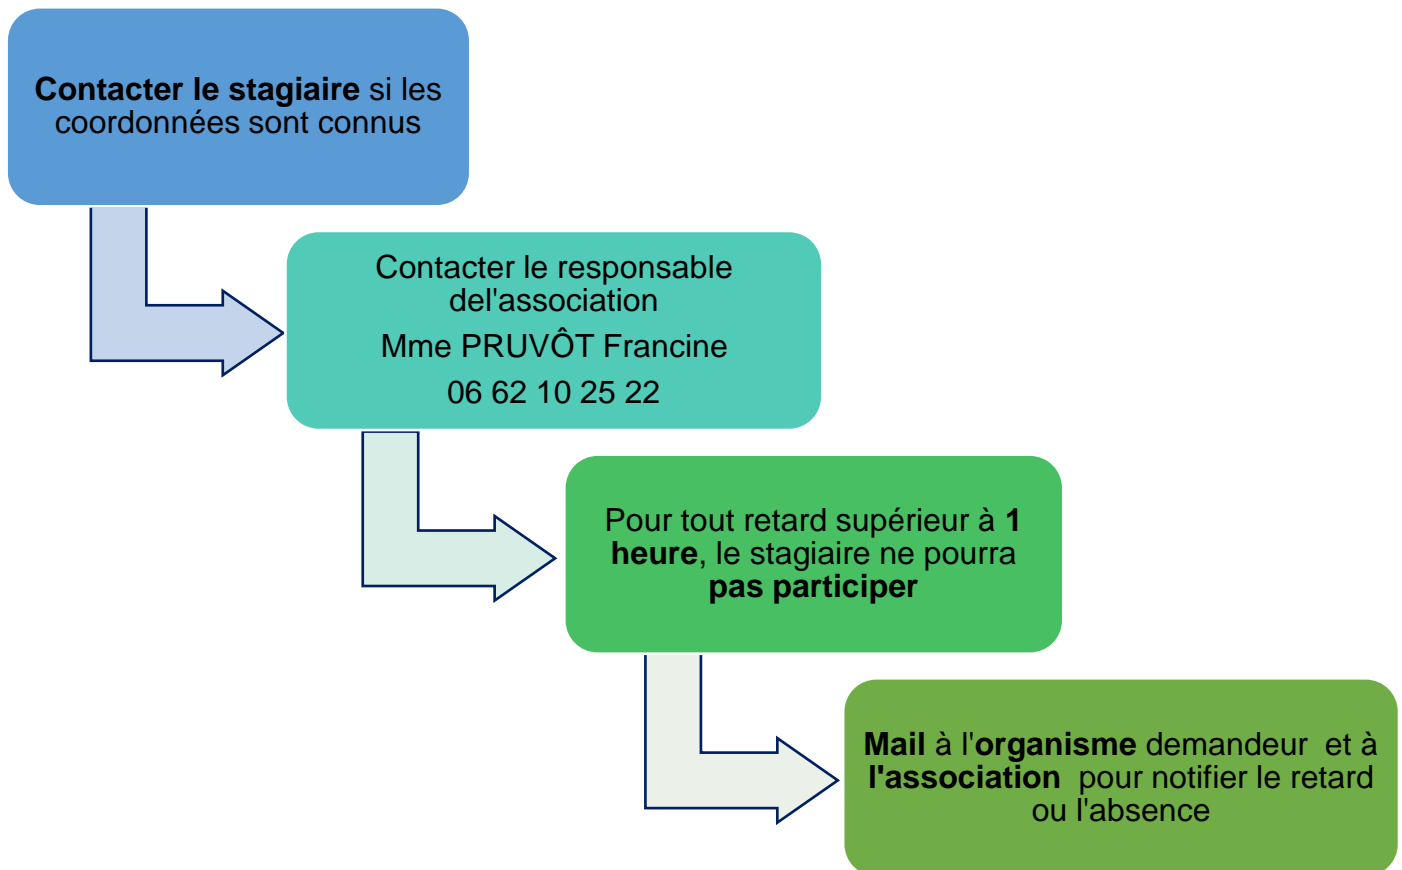 Contacter le stagiaire si les
coordonnées sont connus
Contacter le responsable
del'association
Mme PRUVÔT Francine
06 62 10 25 22
Pour tout retard supérieur à 1
heure, le stagiaire ne pourra
pas participer
Mail à l'organisme demandeur et à
l'association pour notifier le retard
ou l'absence